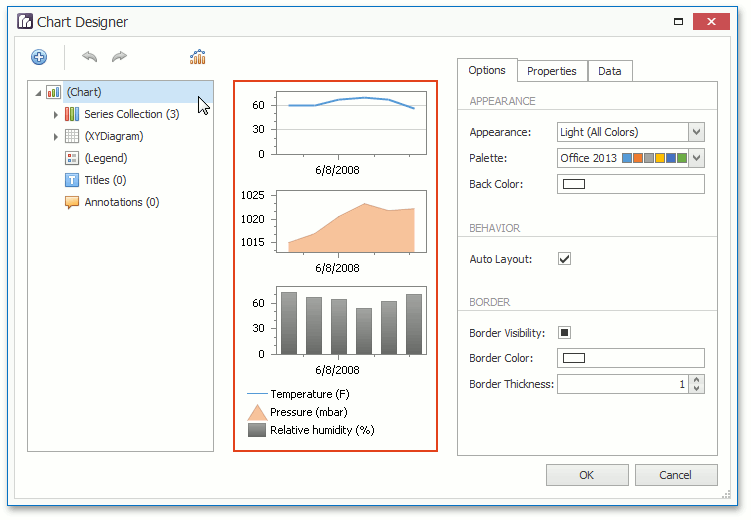 Chart Designer
(Chart)
Series Collection (3)
(XYDiagram)
(Legend)
Titles (0)
Annotations (0)
60
30
0
6/8/2008
1025
1020
1015
6/8/2008
60
30
0
6/8/2008
Temperature (F)
Pressure (mbar)
Relative humidity (%)
Options Properties Data
APPEARANCE
Appearance: Light (All Colors)
Palette: Office 2013
Back Color:
BEHAVIOR
Auto Layout:
BORDER
Border Visibility:
Border Color:
Border Thickness: 1
OK Cancel